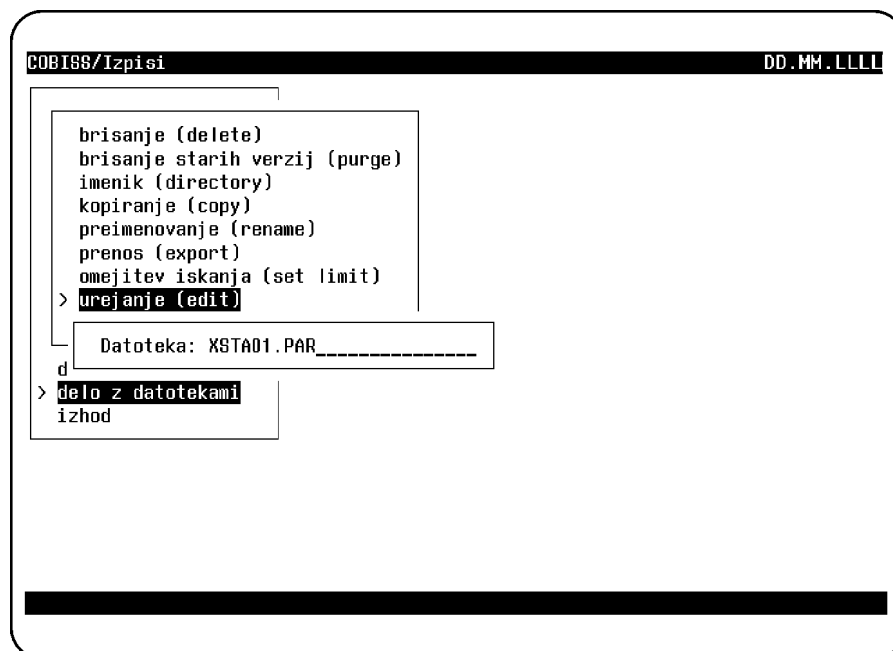 COBISS/Izpisi DD.MM.LLLL
brisanje (delete)
brisanje starih verzij (purge)
imenik (directory)
kopiranje (copy)
preimenovanje (rename)
prenos (export)
omejitev iskanja (set limit)
> urejanje (edit)
Datoteka: XSTA01.PAR_______________
d
> delo z datotekami
izhod